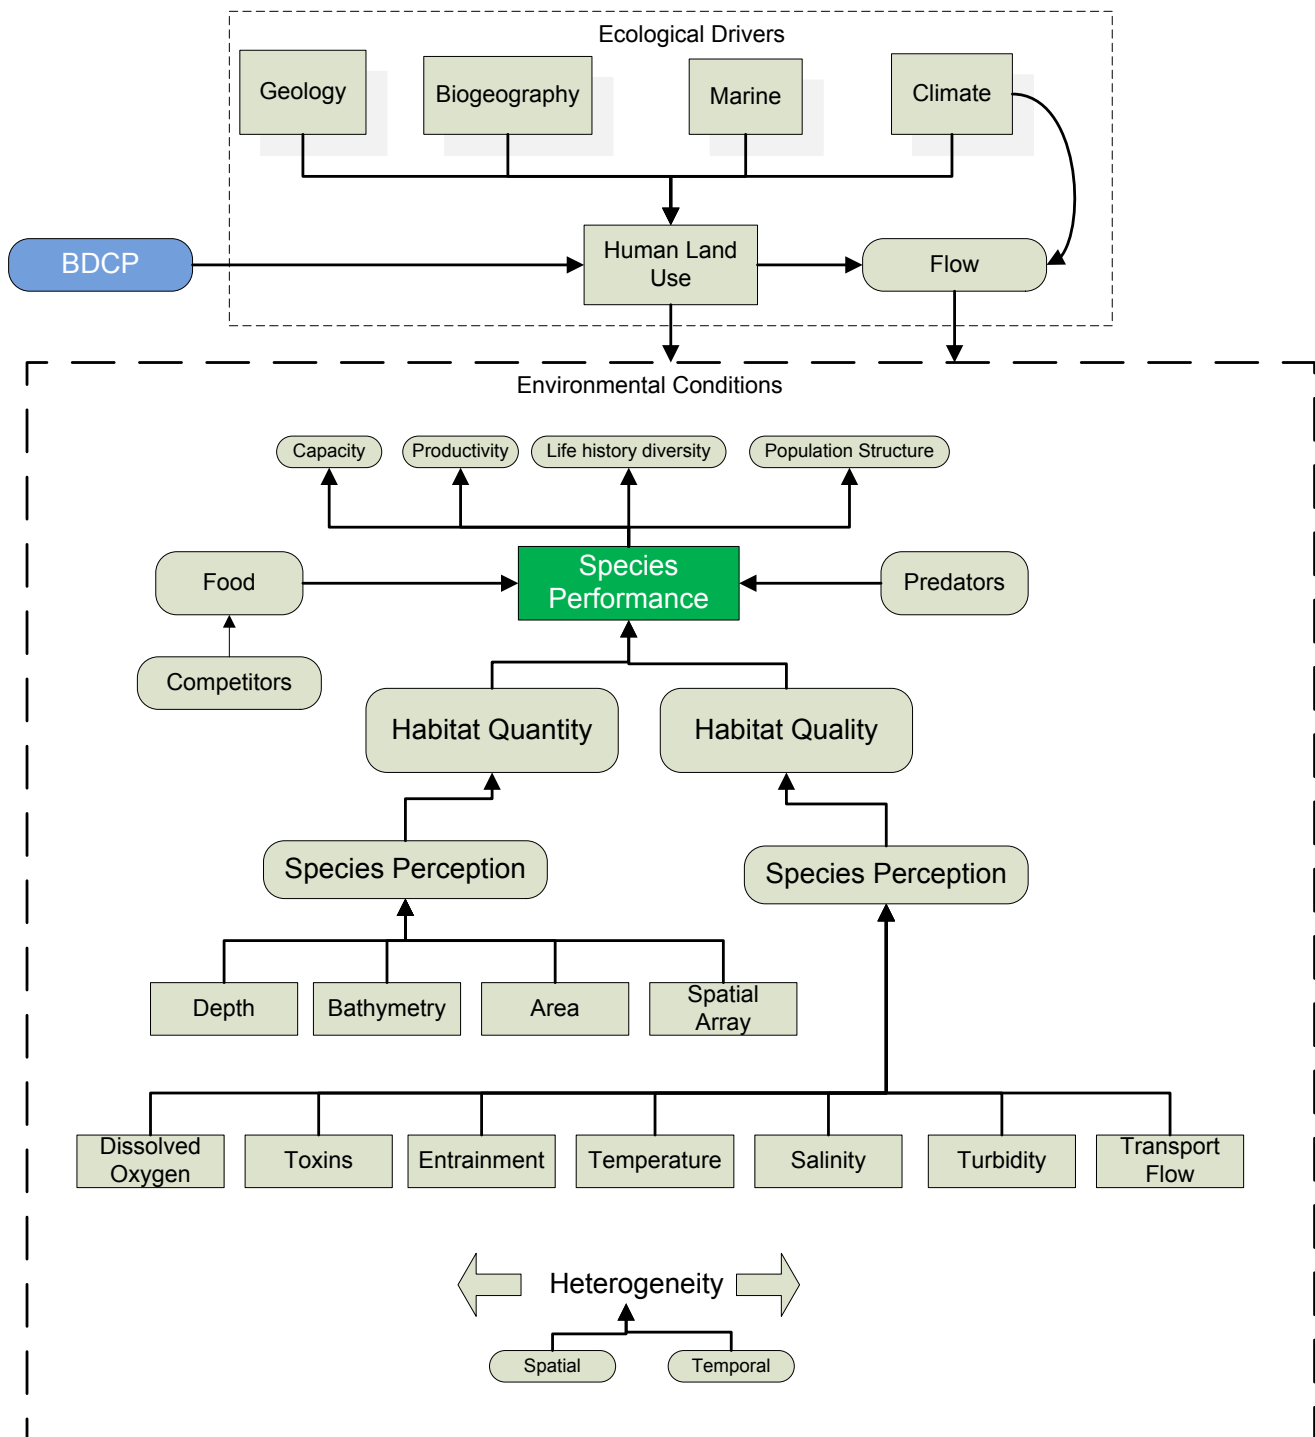 Ecological Drivers
Geology
Biogeography
Marine
Climate
BDCP
Human Land
Use
Flow
Environmental Conditions
Capacity
Productivity
Life history diversity
Population Structure
Food
Species
Performance
Predators
Competitors
Habitat Quantity
Habitat Quality
Species Perception
Species Perception
Depth
Bathymetry
Area
Spatial
Array
Dissolved
Oxygen
Toxins
Entrainment
Temperature
Salinity
Turbidity
Transport
Flow
Heterogeneity
Spatial
Temporal